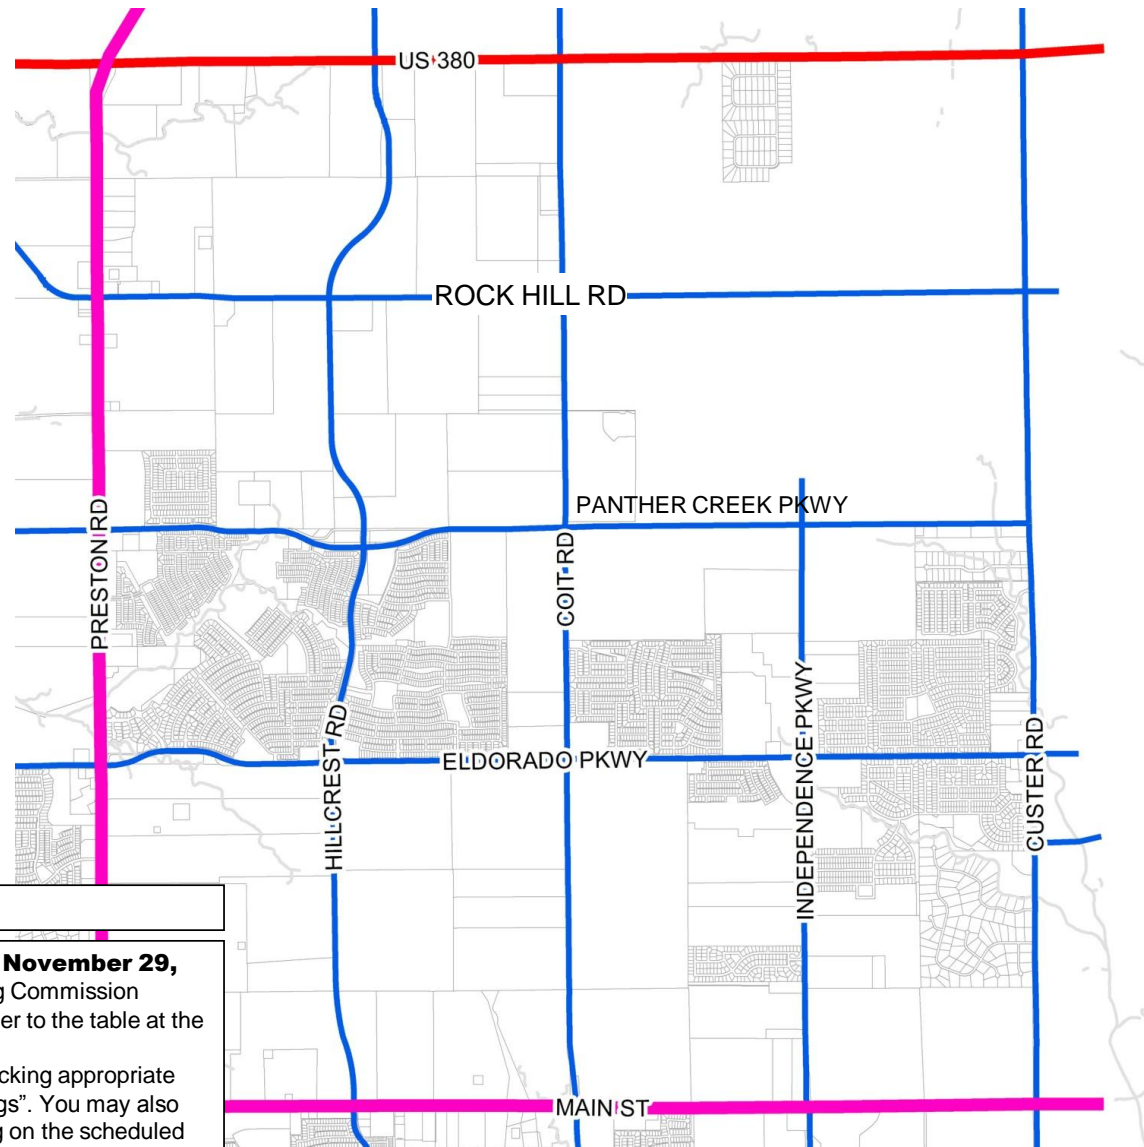 US 380
ROCK HILL RD
PANTHER CREEK PKWY
PRESTON RD
COIT RD
INDEPENDENCE PKWY
HILLCREST RD
CUSTER RD
ELDORADO PKWY
November 29,
g Commission
er to the table at the
cking appropriate
gs”. You may also
g on the scheduled
MAIN ST